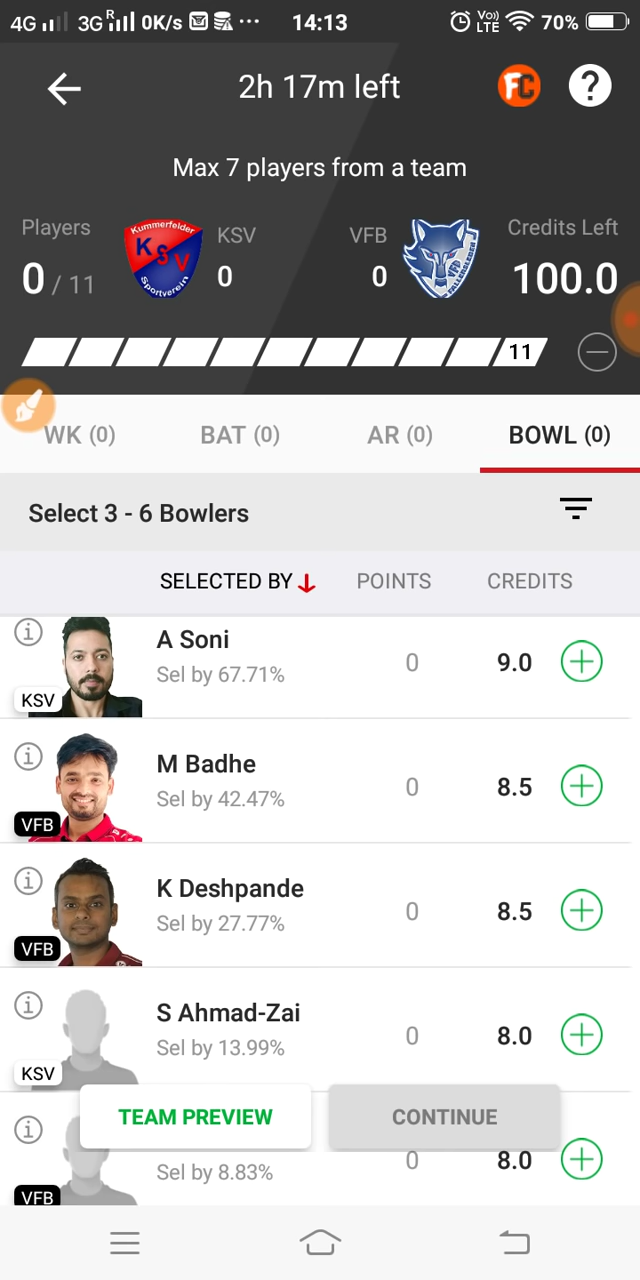 4G 3G R 0K/s ... 14:13 Vo) LTE 70%
2h 17m left FC ?
Max 7 players from a team
Players KSV VFB Credits Left
0 / 11 0 0 100.0
Kummerfelder
KSV
Sportverein
11
WK (0) BAT (0) AR (0) BOWL (0)
Select 3 - 6 Bowlers
SELECTED BY POINTS CREDITS
A Soni
Sel by 67.71% 0 9.0
KSV
M Badhe
Sel by 42.47% 0 8.5
VFB
K Deshpande
Sel by 27.77% 0 8.5
VFB
S Ahmad-Zai
Sel by 13.99% 0 8.0
KSV
TEAM PREVIEW CONTINUE
Sel by 8.83% 0 8.0
VFB